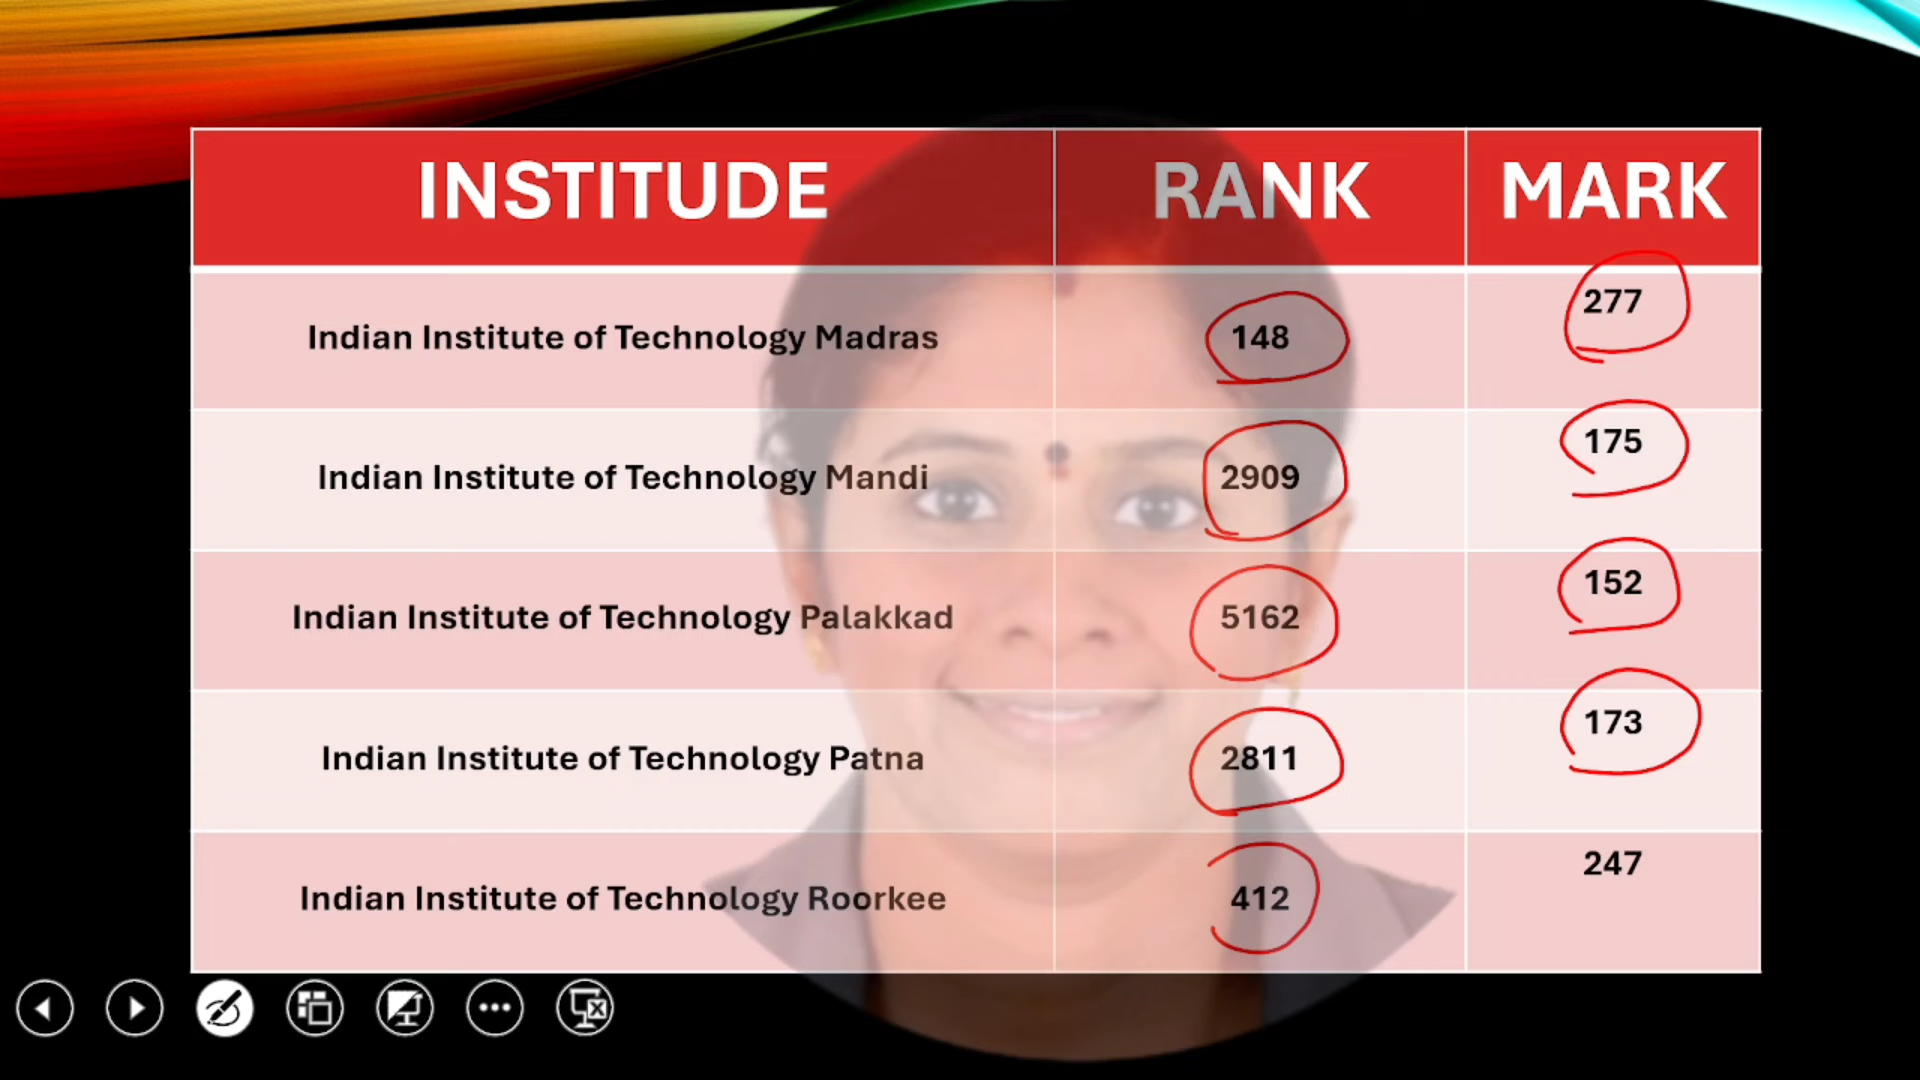 INSTITUDE RANK MARK
Indian Institute of Technology Madras 148 277
Indian Institute of Technology Mandi 2909 175
Indian Institute of Technology Palakkad 5162 152
Indian Institute of Technology Patna 2811 173
Indian Institute of Technology Roorkee 412 247